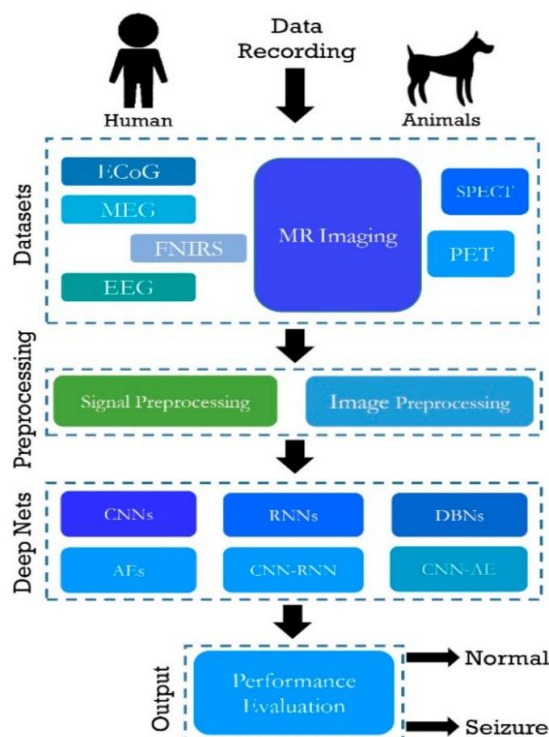 Data
Recording
Human
Animals
Datasets
ECoG
MEG
FNIRS
EEG
MR Imaging
SPECT
PET
Preprocessing
Signal Preprocessing
Image Preprocessing
Deep Nets
CNNs
RNNs
DBNs
AEs
CNN-RNN
CNN-AE
Output
Performance
Evaluation
Normal
Seizure